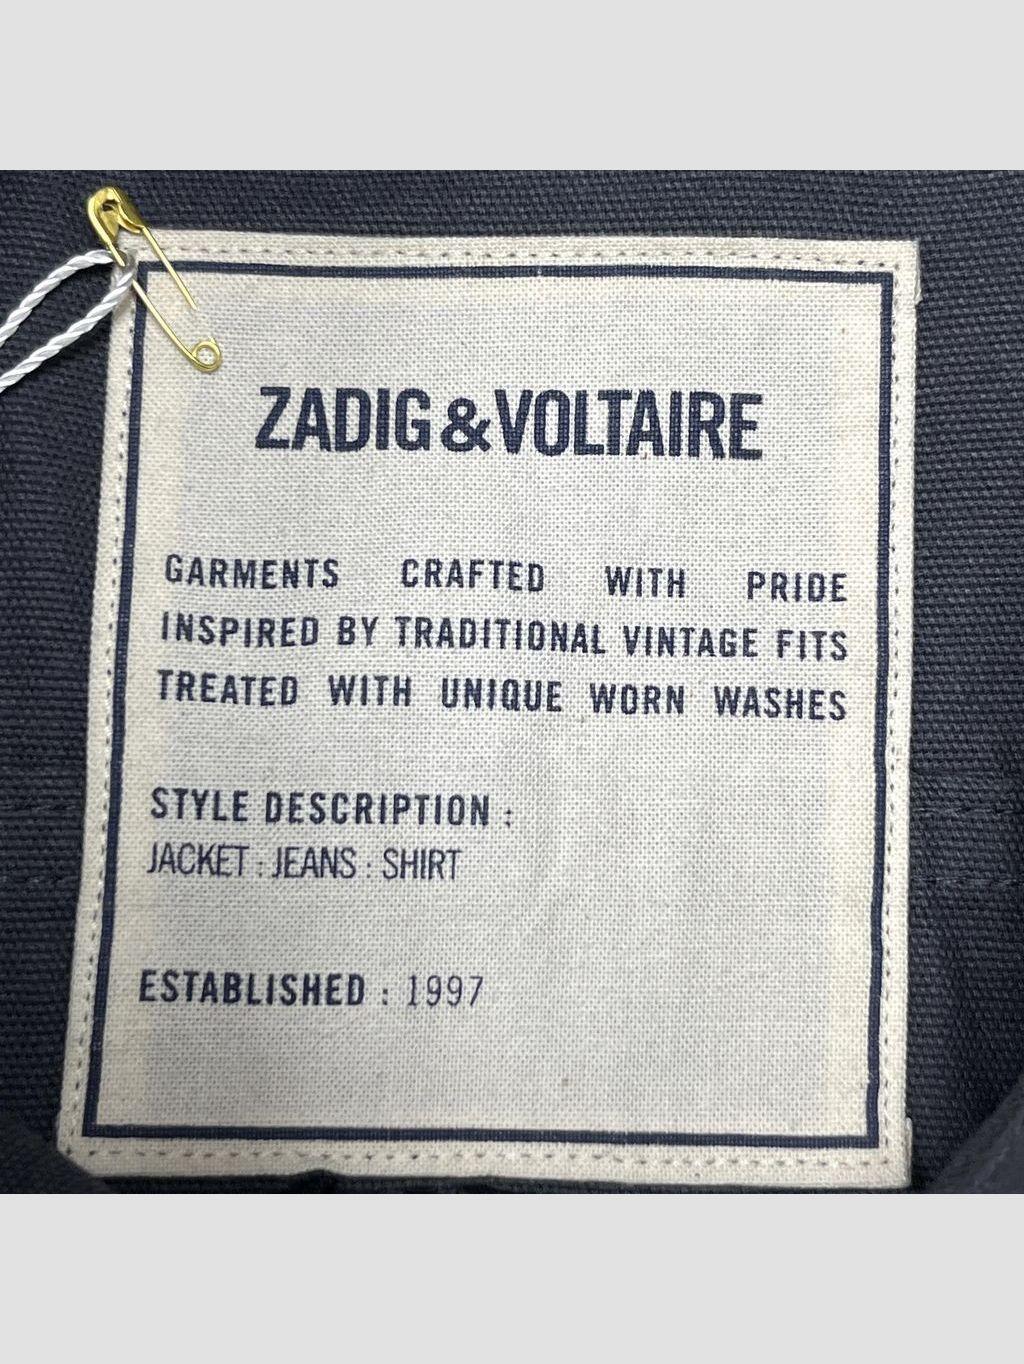 ZADIG&VOLTAIRE
GARMENTS CRAFTED WITH PRIDE
INSPIRED BY TRADITIONAL VINTAGE FITS
TREATED WITH UNIQUE WORN WASHES
STYLE DESCRIPTION :
JACKET : JEANS : SHIRT
ESTABLISHED : 1997